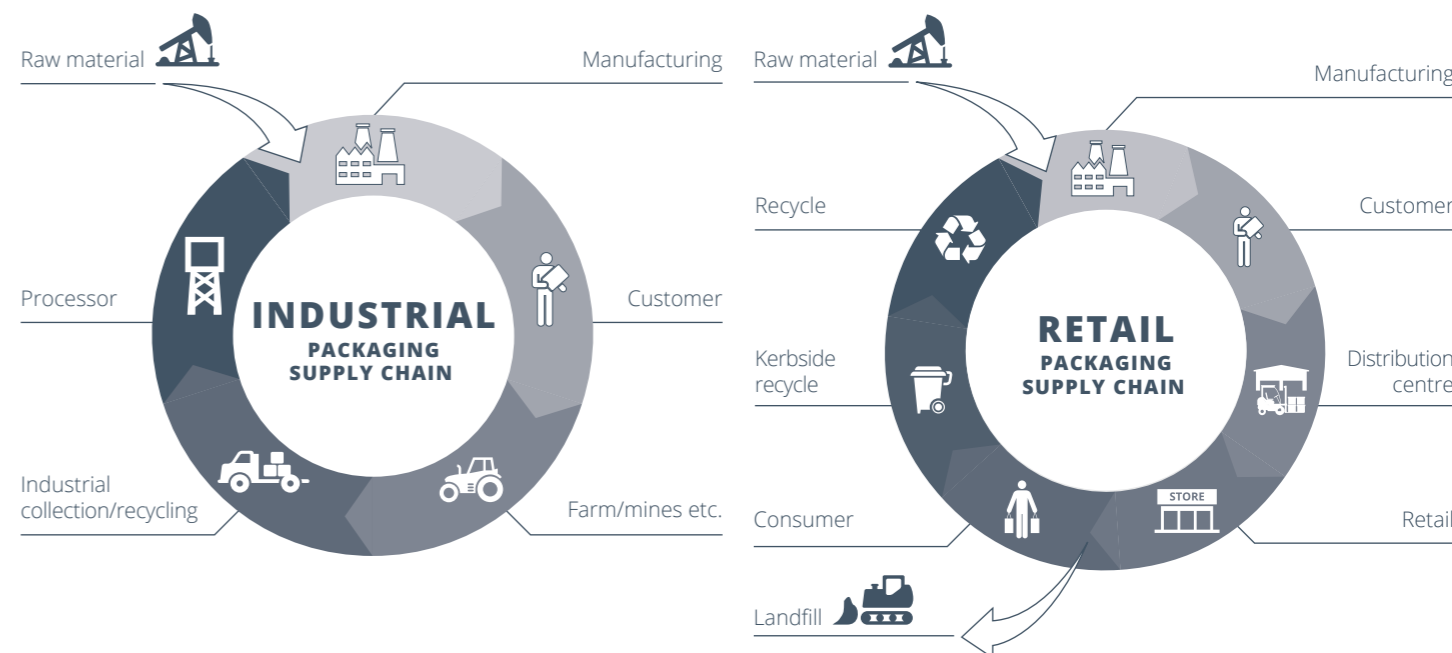 Raw material
Manufacturing
Processor
Customer
Industrial
collection/recycling
Farm/mines etc.
INDUSTRIAL
PACKAGING
SUPPLY CHAIN
Raw material
Manufacturing
Recycle
Customer
Kerbside
recycle
Distribution
centre
Consumer
Retail
Landfill
STORE
RETAIL
PACKAGING
SUPPLY CHAIN